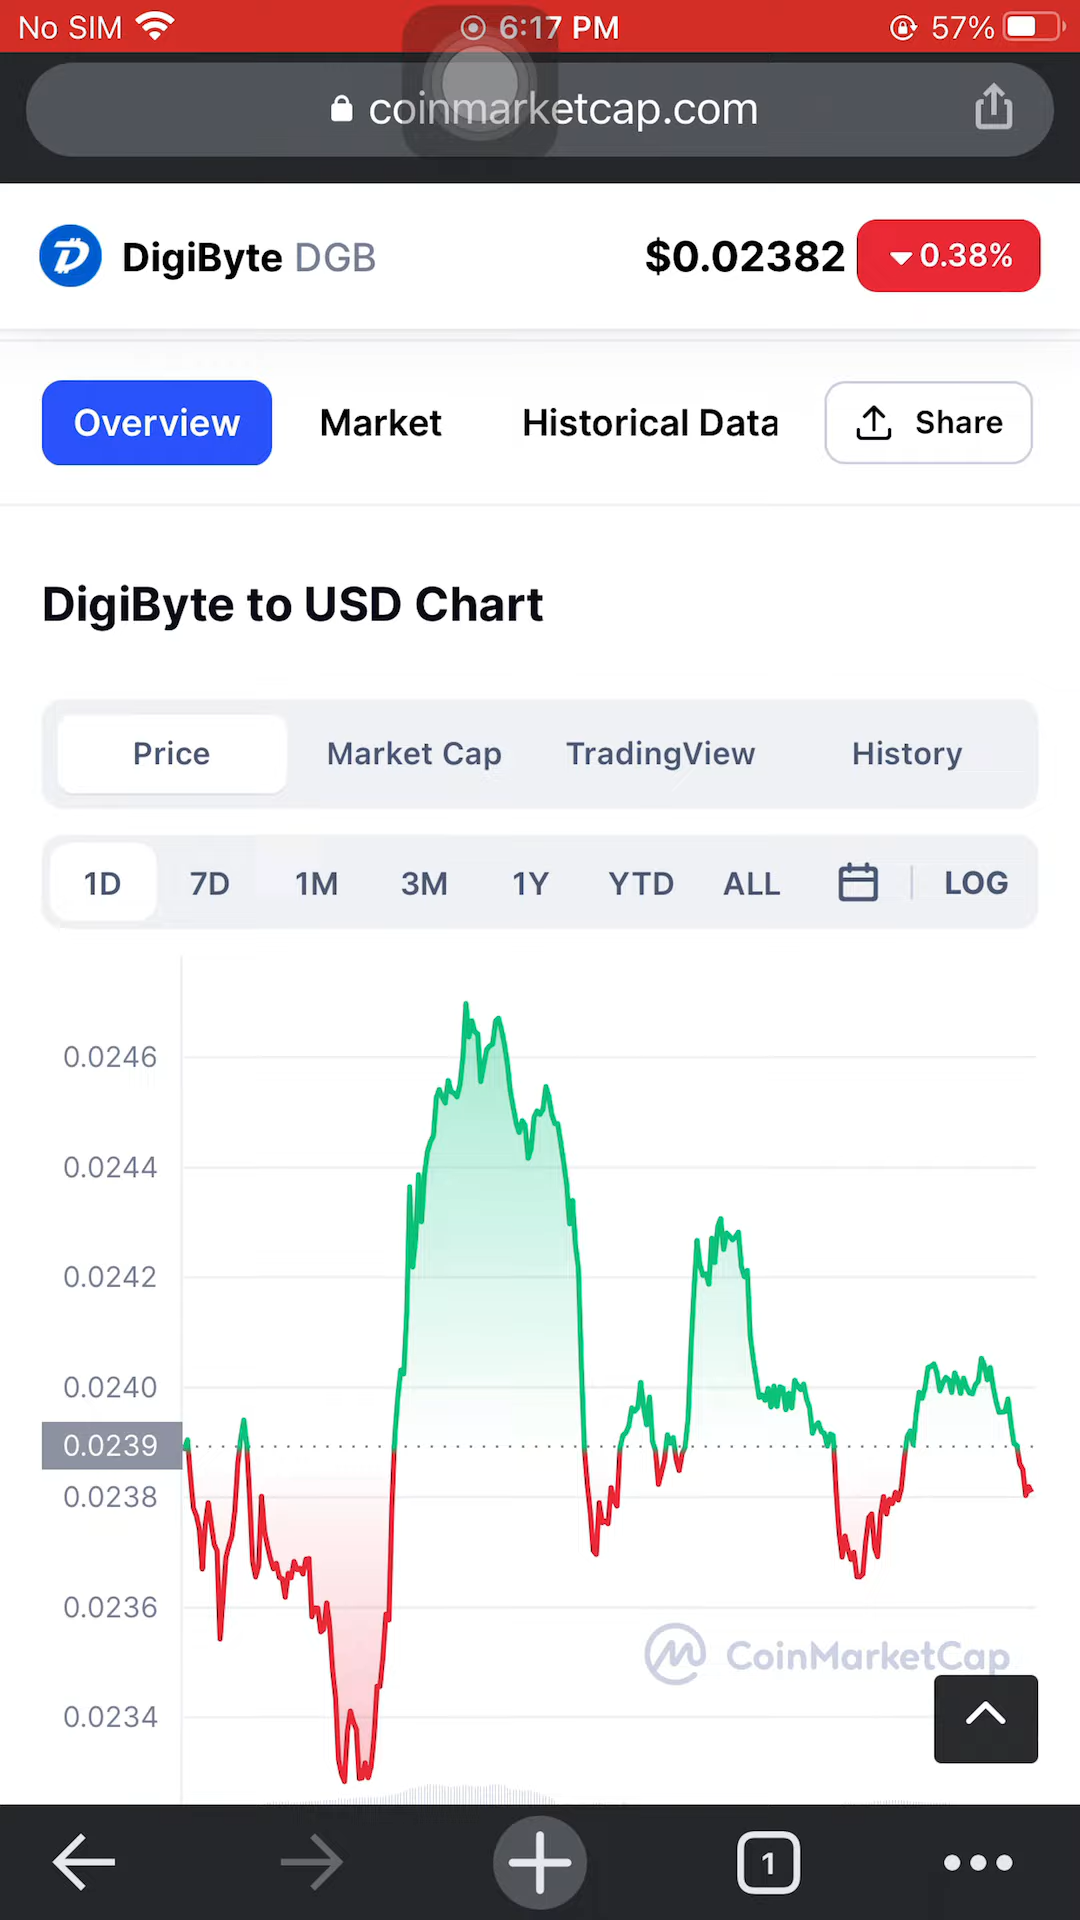 No SIM 6:17 PM 57%
coinmarketcap.com
DigiByte DGB $0.02382 0.38%
Overview Market Historical Data Share
DigiByte to USD Chart
Price Market Cap TradingView History
1D 7D 1M 3M 1Y YTD ALL LOG
0.0246
0.0244
0.0242
0.0240
0.0239
0.0238
0.0236
CoinMarketCap
0.0234
1